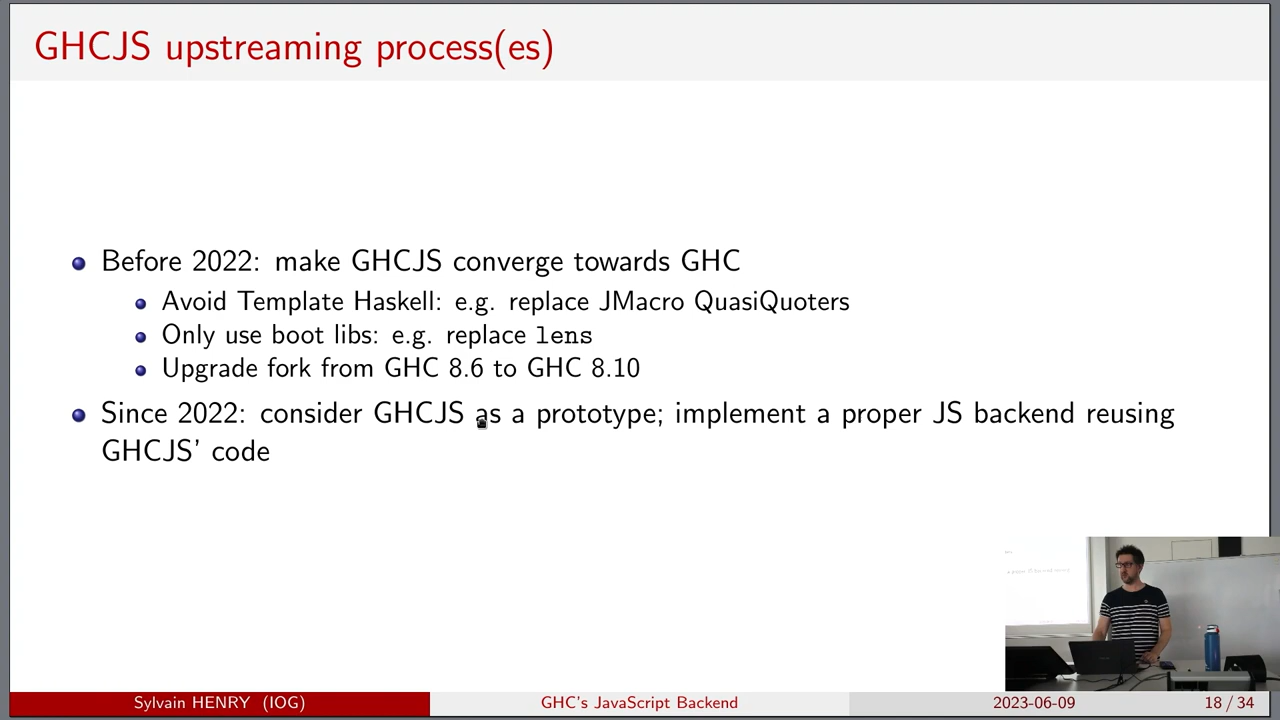 GHCJS upstreaming process(es)
Before 2022: make GHCJS converge towards GHC
Avoid Template Haskell: e.g. replace JMacro QuasiQuoters
Only use boot libs: e.g. replace lens
Upgrade fork from GHC 8.6 to GHC 8.10
Since 2022: consider GHCJS as a prototype; implement a proper JS backend reusing
GHCJS' code
Sylvain HENRY (IOG)
GHC's JavaScript Backend
2023-06-09
18 / 34